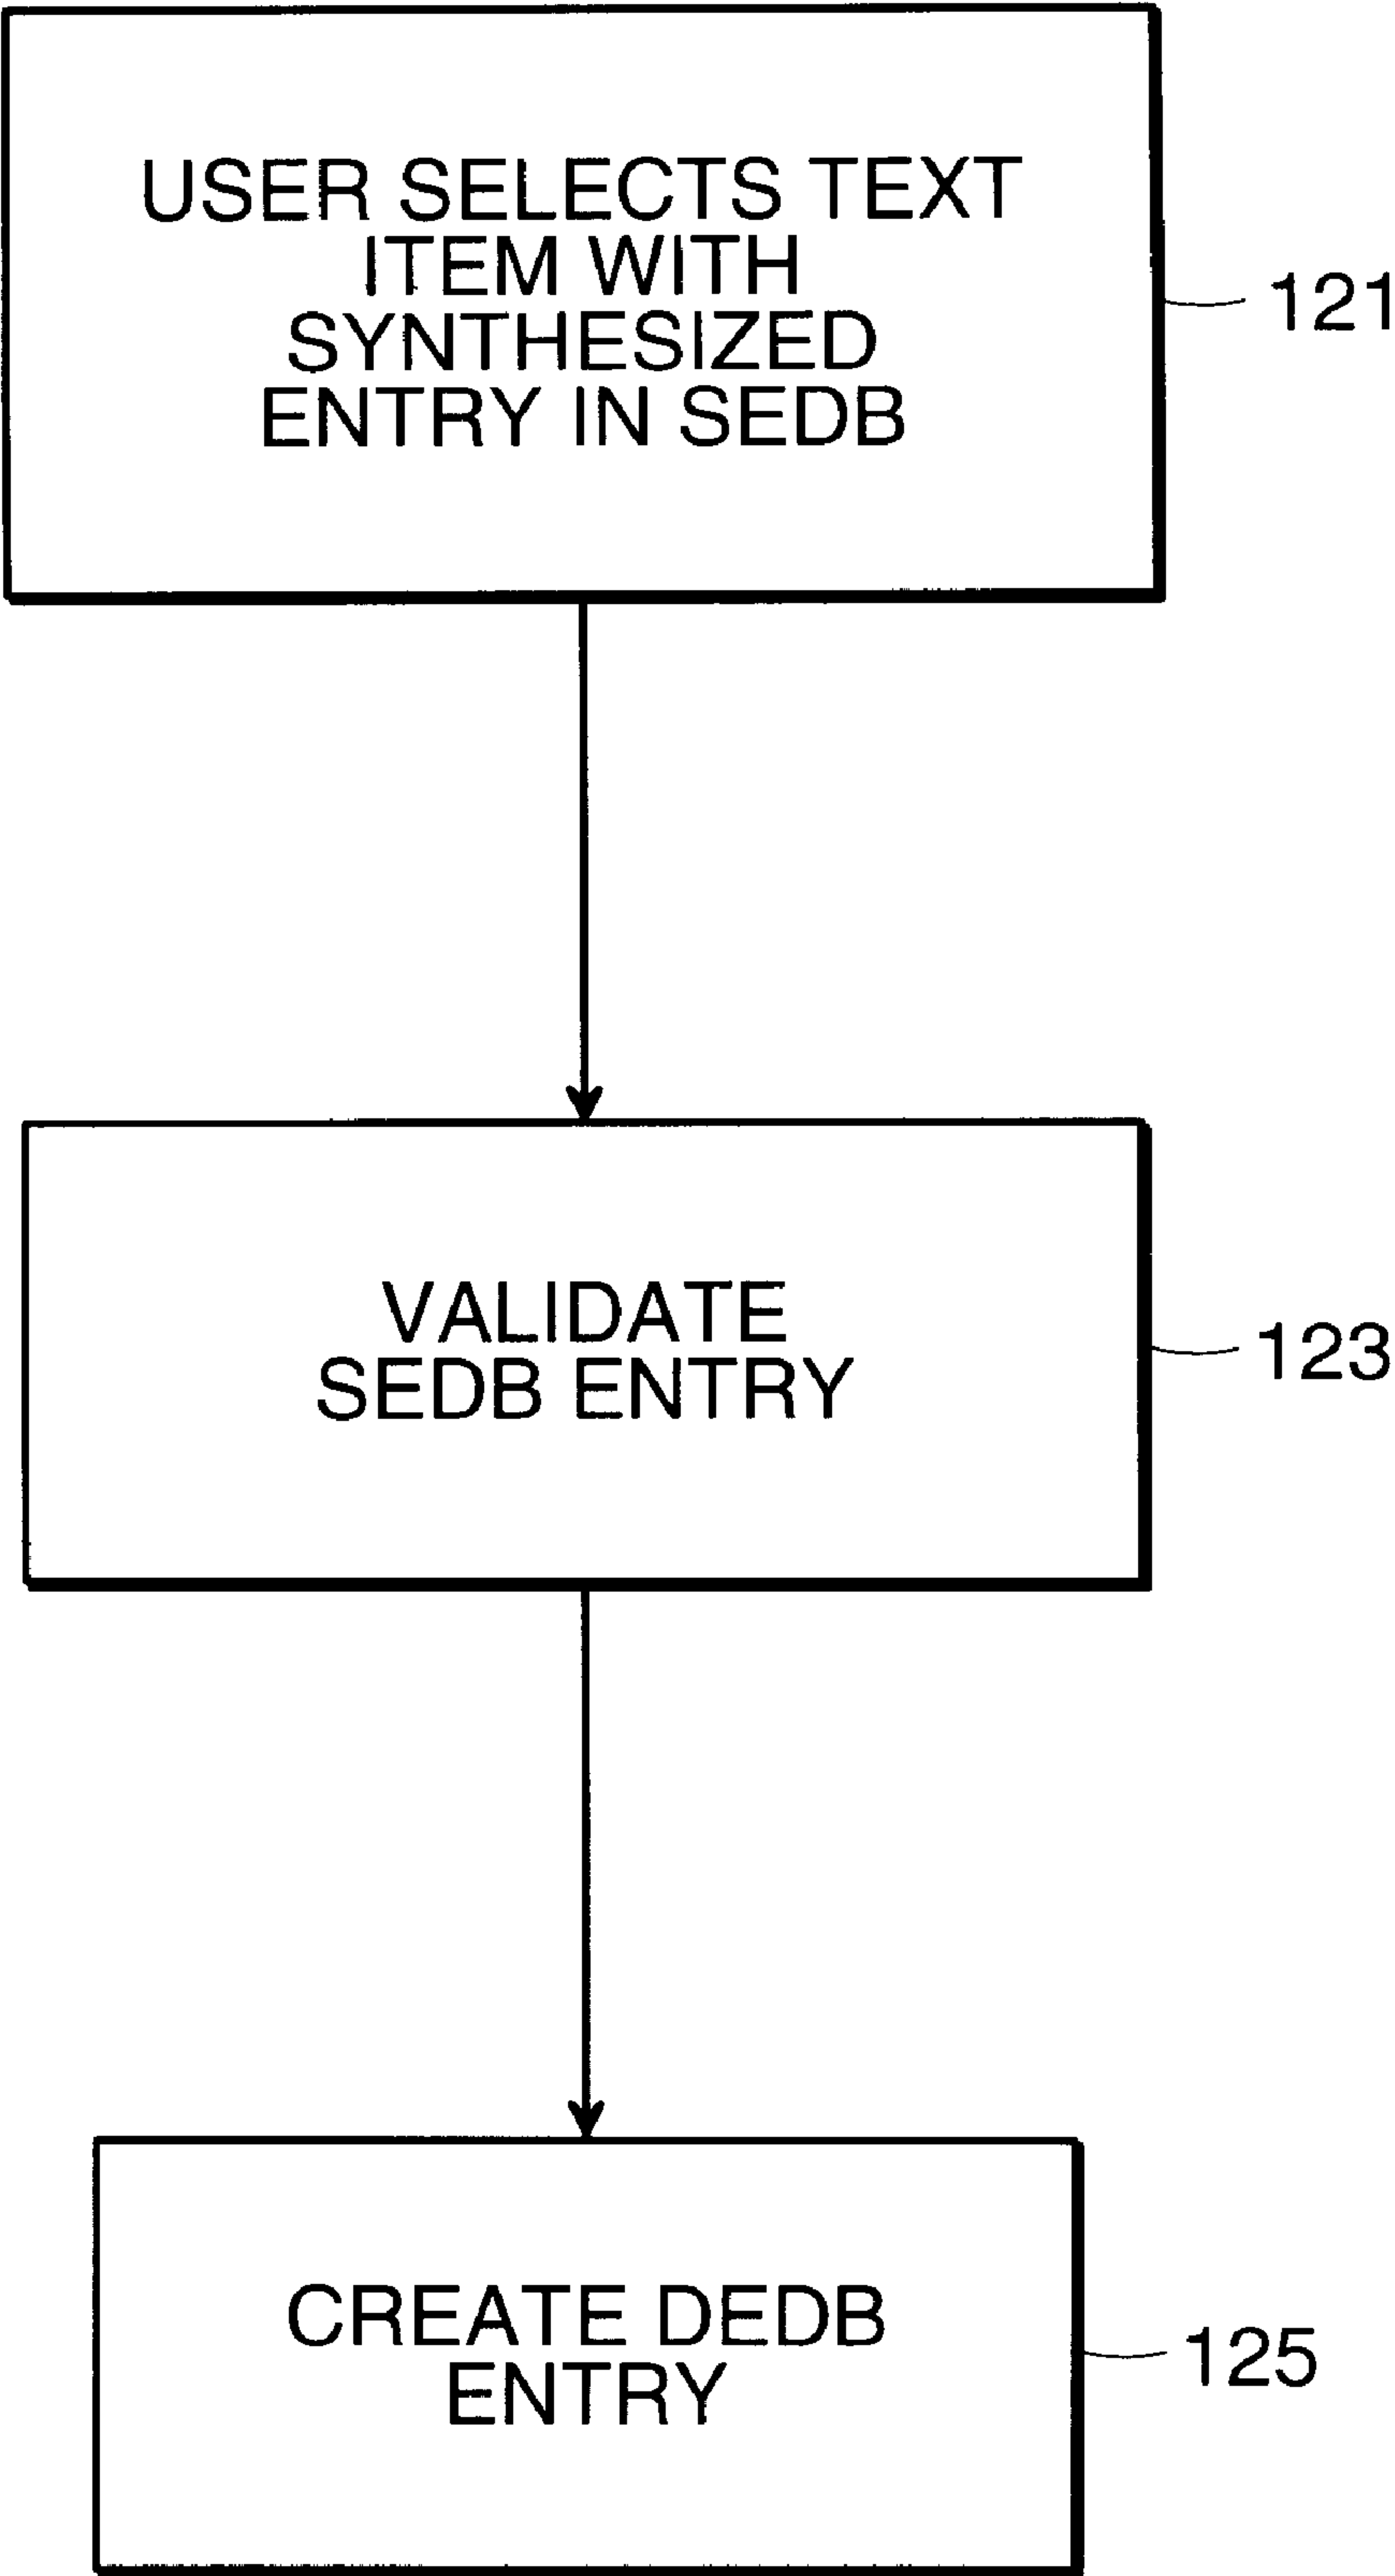 USER SELECTS TEXT
ITEM WITH
SYNTHESIZED
ENTRY IN SEDB
121
VALIDATE
SEDB ENTRY
123
CREATE DEDB
ENTRY
125